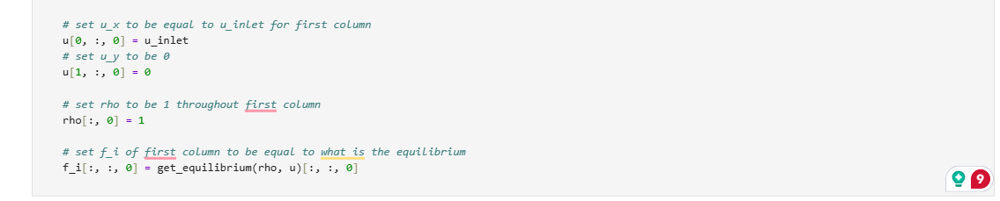 # set u_x to be equal to u_inlet for first column
u[0, :, 0] = u_inlet
# set u_y to be 0
u[1, :, 0] = 0
# set rho to be 1 throughout first column
rho[:, 0] = 1
# set f_i of first column to be equal to what is the equilibrium
f_i[:, :, 0] = get_equilibrium(rho, u)[:, :, 0]
9